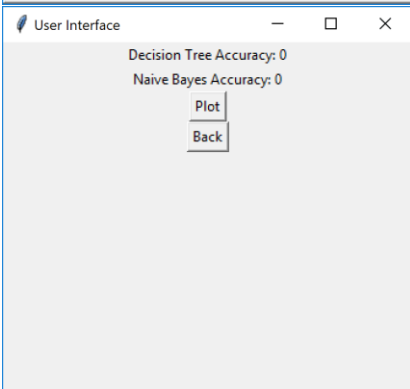 User Interface
Decision Tree Accuracy: 0
Naive Bayes Accuracy: 0
Plot
Back